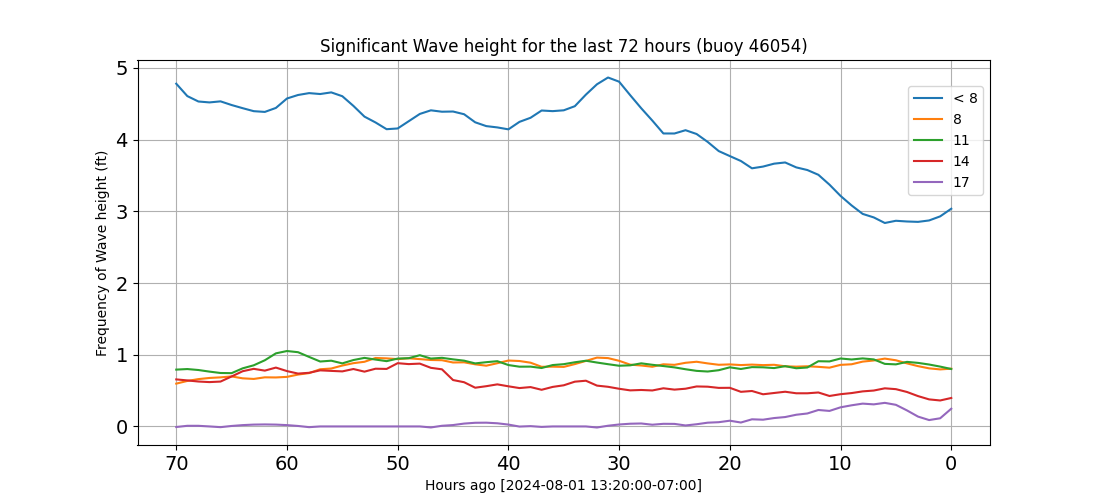 Significant Wave height for the last 72 hours (buoy 46054)
Frequency of Wave height (ft)
5
4
3
2
1
0
< 8
8
11
14
17
70 60 50 40 30 20 10 0
Hours ago [2024-08-01 13:20:00-07:00]